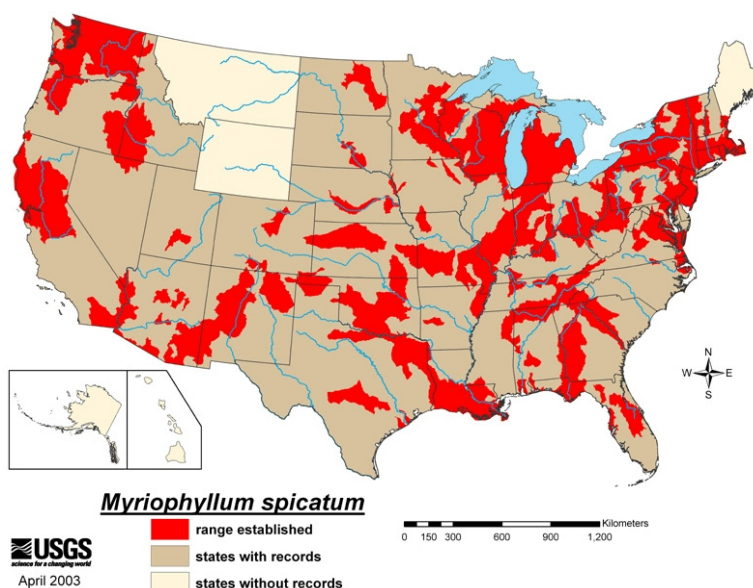 N
W E
S
Myriophyllum spicatum
range established
states with records
states without records
Kilometers
0 150 300 600 900 1,200
USGS
science for a changing world
April 2003